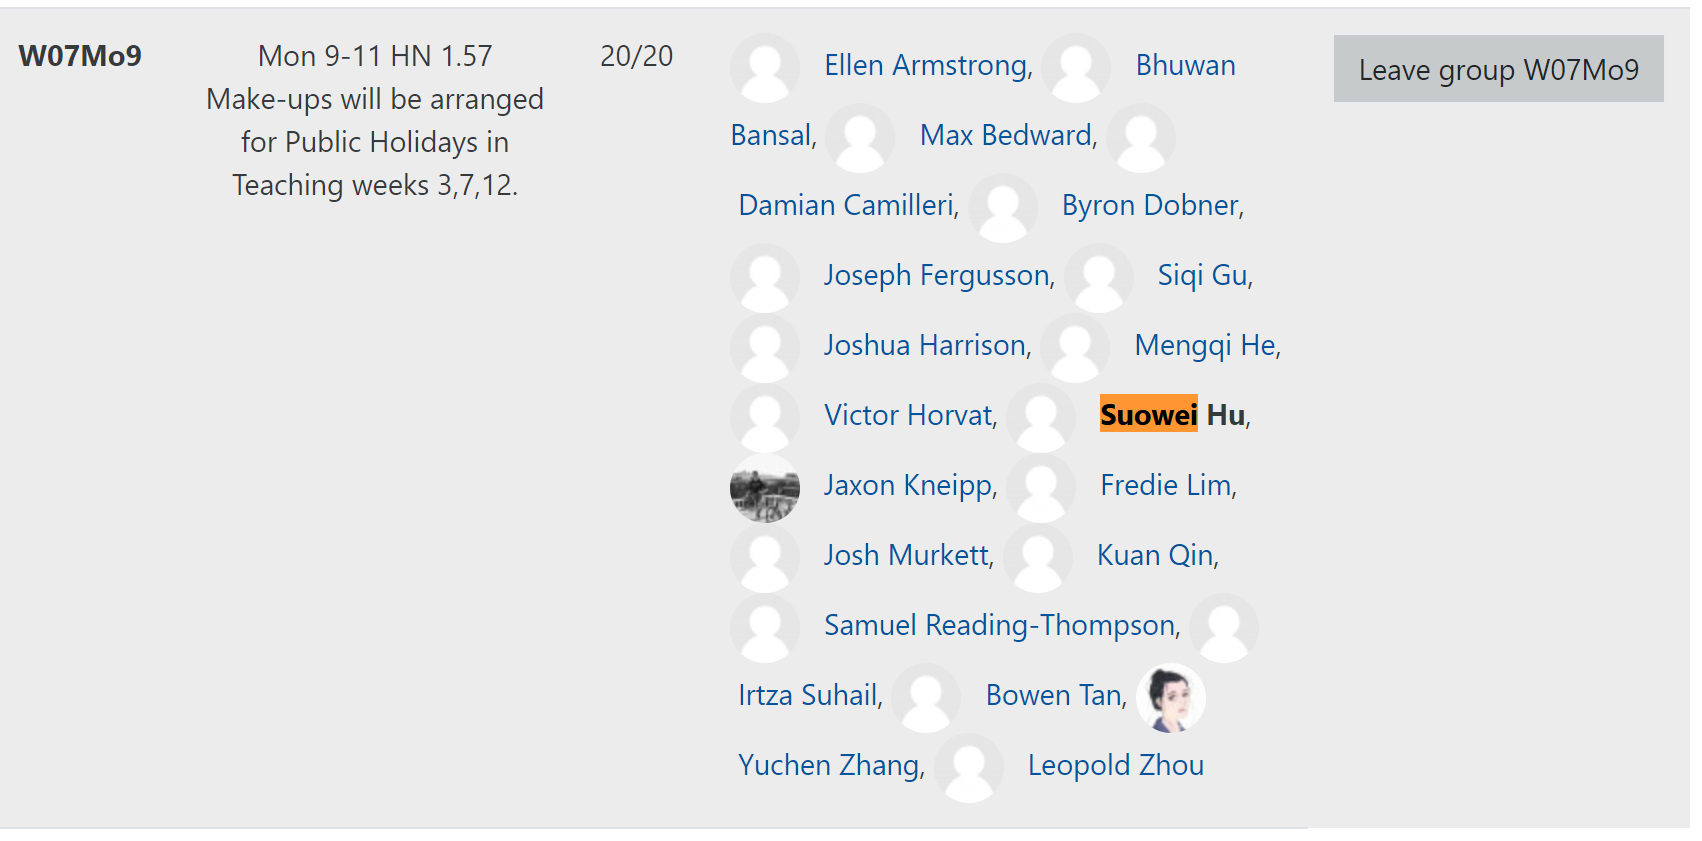 W07Mo9
Mon 9-11 HN 1.57
Make-ups will be arranged
for Public Holidays in
Teaching weeks 3,7,12.
20/20
Ellen Armstrong, Bhuwan
Bansal, Max Bedward,
Damian Camilleri, Byron Dobner,
Joseph Fergusson, Siqi Gu,
Joshua Harrison, Mengqi He,
Victor Horvat, Suowei Hu,
Jaxon Kneipp, Fredie Lim,
Josh Murkett, Kuan Qin,
Samuel Reading-Thompson,
Irtza Suhail, Bowen Tan,
Yuchen Zhang, Leopold Zhou
Leave group W07Mo9